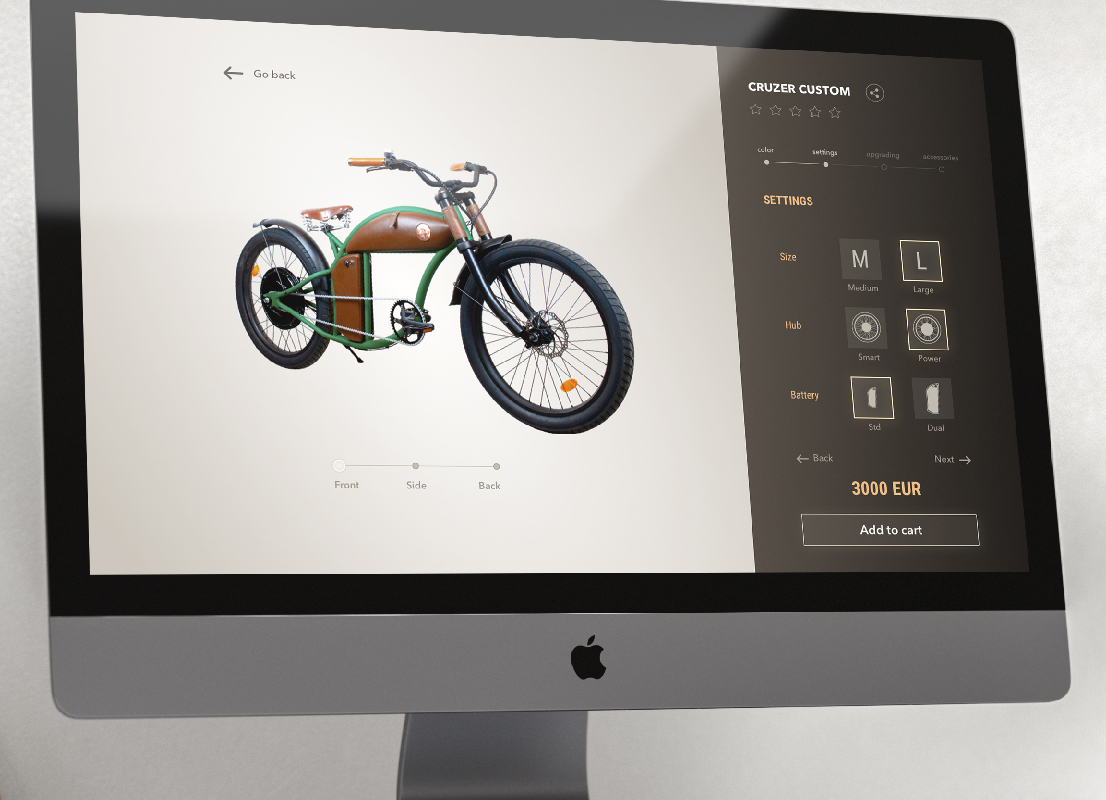 Go back
Front Side Back
CRUZER CUSTOM
color settings upgrading accessories
SETTINGS
Size
M L
Medium Large
Hub
Smart Power
Battery
Std Dual
Back Next
3000 EUR
Add to cart